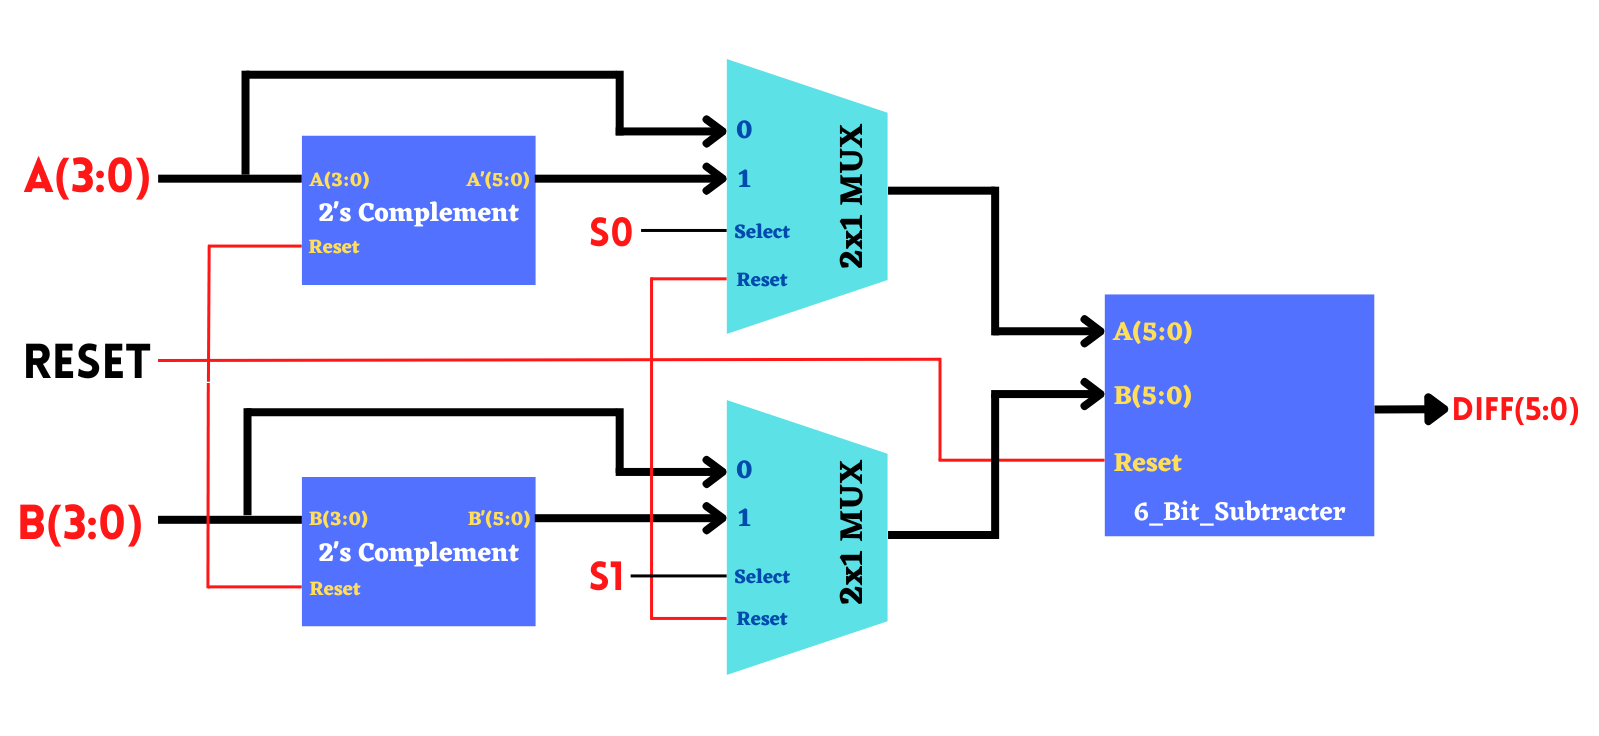 A(3:0)
A(3:0) A'(5:0)
2's Complement
Reset
0
1
S0 Select
Reset
2x1 MUX
RESET
B(3:0)
B(3:0) B'(5:0)
2's Complement
Reset
0
1
S1 Select
Reset
2x1 MUX
A(5:0)
B(5:0)
Reset
6_Bit_Subtracter
DIFF(5:0)